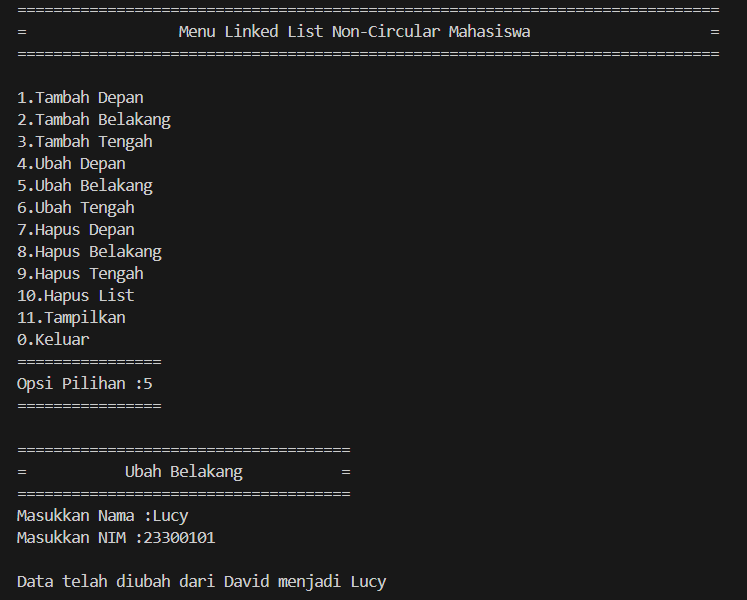 ==============================================================================
=                 Menu Linked List Non-Circular Mahasiswa                    =
==============================================================================
1.Tambah Depan
2.Tambah Belakang
3.Tambah Tengah
4.Ubah Depan
5.Ubah Belakang
6.Ubah Tengah
7.Hapus Depan
8.Hapus Belakang
9.Hapus Tengah
10.Hapus List
11.Tampilkan
0.Keluar
================
Opsi Pilihan :5
================
=====================================
=           Ubah Belakang           =
=====================================
Masukkan Nama :Lucy
Masukkan NIM :23300101
Data telah diubah dari David menjadi Lucy